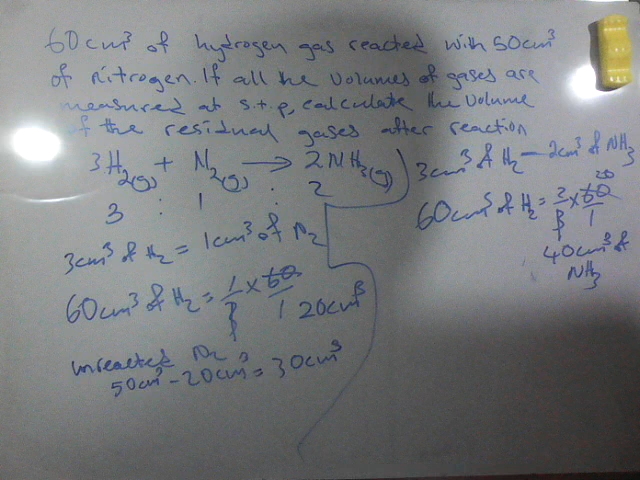 60cm³ of hydrogen gas reacted with 50cm³
of nitrogen. If all the volumes of gases are
measured at s.t.p, calculate the volume
of the residual gases after reaction
3H₂(g) + N₂(g) → 2NH₃(g)
3 : 1 : 2
3cm³ of H₂ = 1cm³ of N₂
60cm³ of H₂ = 1/3 × 60/1 20cm³
unreacted N₂ =
50cm³ - 20cm³ = 30cm³
3cm³ of H₂ - 2cm³ of NH₃
20
60cm³ of H₂ = 2/3 × 60/1
40cm³ of
NH₃